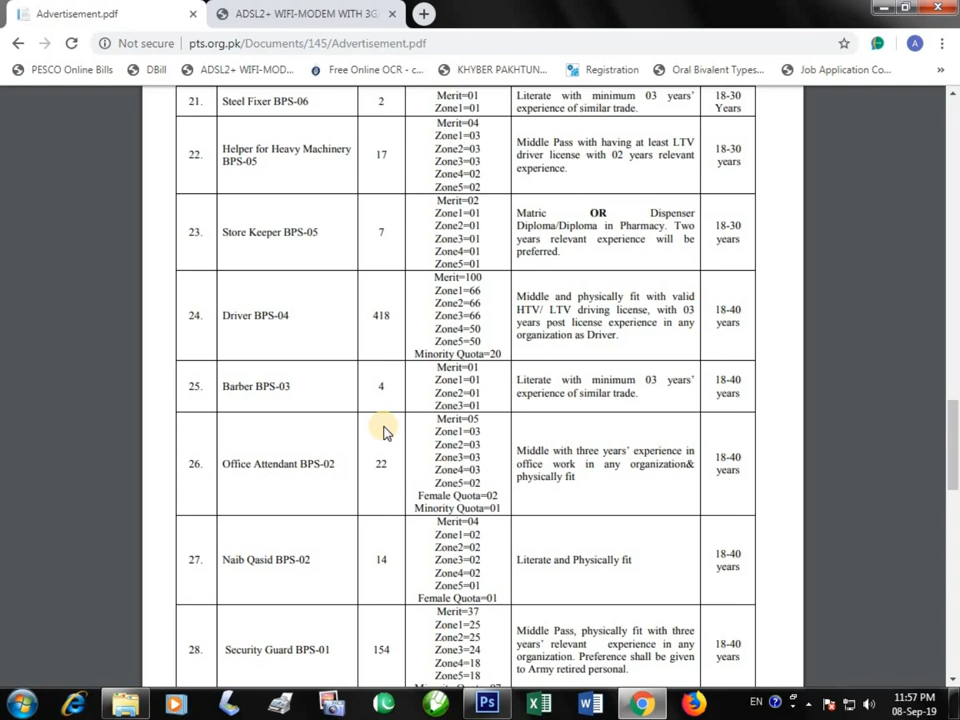 Advertisement.pdf
ADSL2+ WIFI-MODEM WITH 3G
Not secure pts.org.pk/Documents/145/Advertisement.pdf
A
PESCO Online Bills DBill ADSL2+ WIFI-MOD... Free Online OCR - c... KHYBER PAKHTUN... Registration Oral Bivalent Types... Job Application Co... »
21. Steel Fixer BPS-06 2
Merit=01
Zone1=01
Literate with minimum 03 years'
experience of similar trade.
18-30
Years
22. Helper for Heavy Machinery
BPS-05
17
Merit=04
Zone1=03
Zone2=03
Zone3=03
Zone4=02
Zone5=02
Middle Pass with having at least LTV
driver license with 02 years relevant
experience.
18-30
years
23. Store Keeper BPS-05 7
Merit=02
Zone1=01
Zone2=01
Zone3=01
Zone4=01
Zone5=01
Matric OR Dispenser
Diploma/Diploma in Pharmacy. Two
years relevant experience will be
preferred.
18-30
years
24. Driver BPS-04 418
Merit=100
Zone1=66
Zone2=66
Zone3=66
Zone4=50
Zone5=50
Minority Quota=20
Middle and physically fit with valid
HTV/ LTV driving license, with 03
years post license experience in any
organization as Driver.
18-40
years
25. Barber BPS-03 4
Merit=01
Zone1=01
Zone2=01
Zone3=01
Literate with minimum 03 years'
experience of similar trade.
18-40
years
26. Office Attendant BPS-02 22
Merit=05
Zone1=03
Zone2=03
Zone3=03
Zone4=03
Zone5=02
Female Quota=02
Minority Quota=01
Middle with three years' experience in
office work in any organization&
physically fit
18-40
years
27. Naib Qasid BPS-02 14
Merit=04
Zone1=02
Zone2=02
Zone3=02
Zone4=02
Zone5=01
Female Quota=01
Literate and Physically fit
18-40
years
28. Security Guard BPS-01 154
Merit=37
Zone1=25
Zone2=25
Zone3=24
Zone4=18
Zone5=18
Middle Pass, physically fit with three
years' relevant experience in any
organization. Preference shall be given
to Army retired personal.
18-40
years
EN
11:57 PM
08-Sep-19